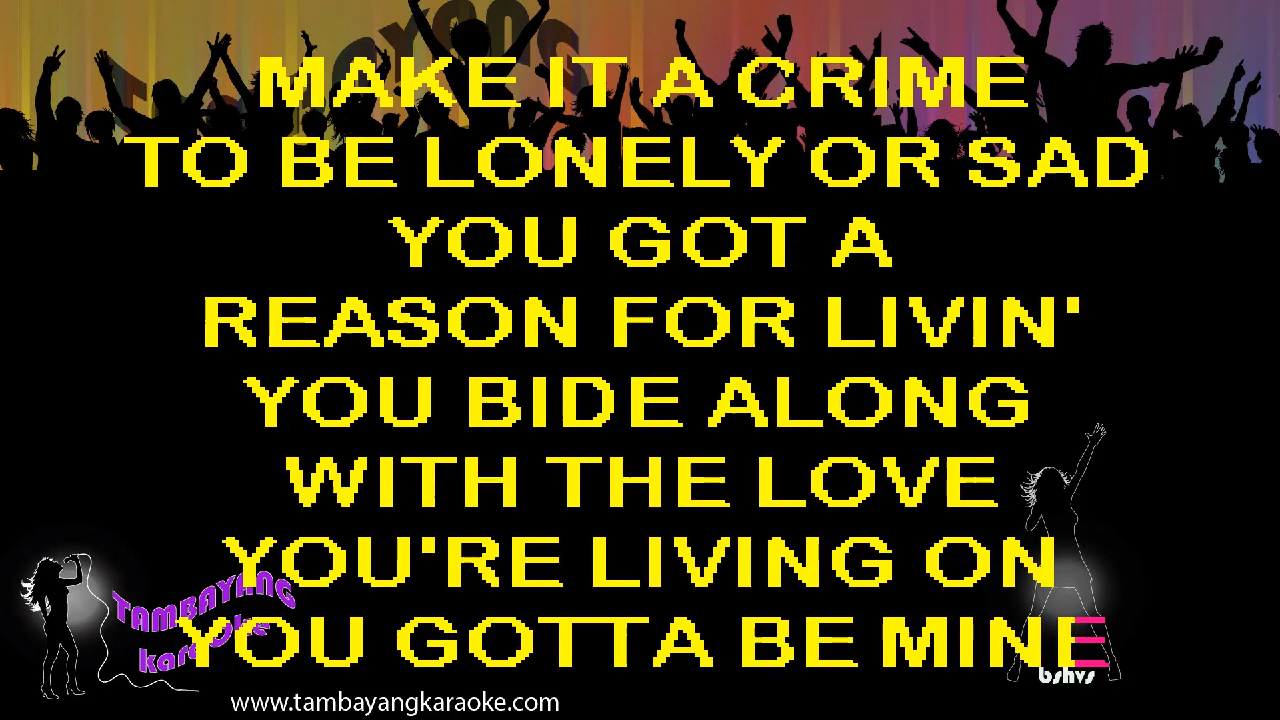 MAKE IT A CRIME
TO BE LONELY OR SAD
YOU GOT A
REASON FOR LIVIN'
YOU BIDE ALONG
WITH THE LOVE
YOU'RE LIVING ON
YOU GOTTA BE MINE
TAMBAYANG
karaoke
bshvs
www.tambayangkaraoke.com